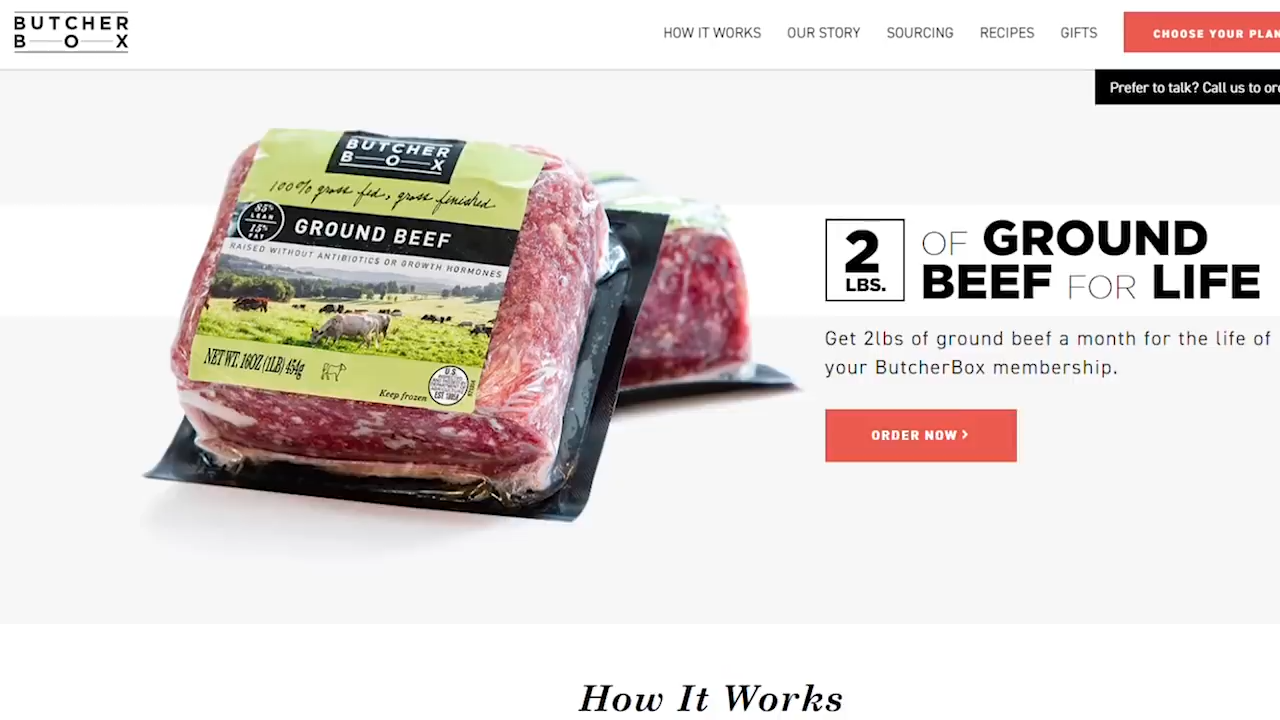 BUTCHER
BOX
HOW IT WORKS
OUR STORY
SOURCING
RECIPES
GIFTS
CHOOSE YOUR PLAN
Prefer to talk? Call us to or
BUTCHER
BOX
100% grass fed, grass finished
85%
LEAN
15%
FAT
GROUND BEEF
RAISED WITHOUT ANTIBIOTICS OR GROWTH HORMONES
NET WT. 16OZ (1LB) 454g
Keep frozen
U.S.
EST.
2
LBS.
OF GROUND
BEEF FOR LIFE
Get 2lbs of ground beef a month for the life of
your ButcherBox membership.
ORDER NOW >
How It Works